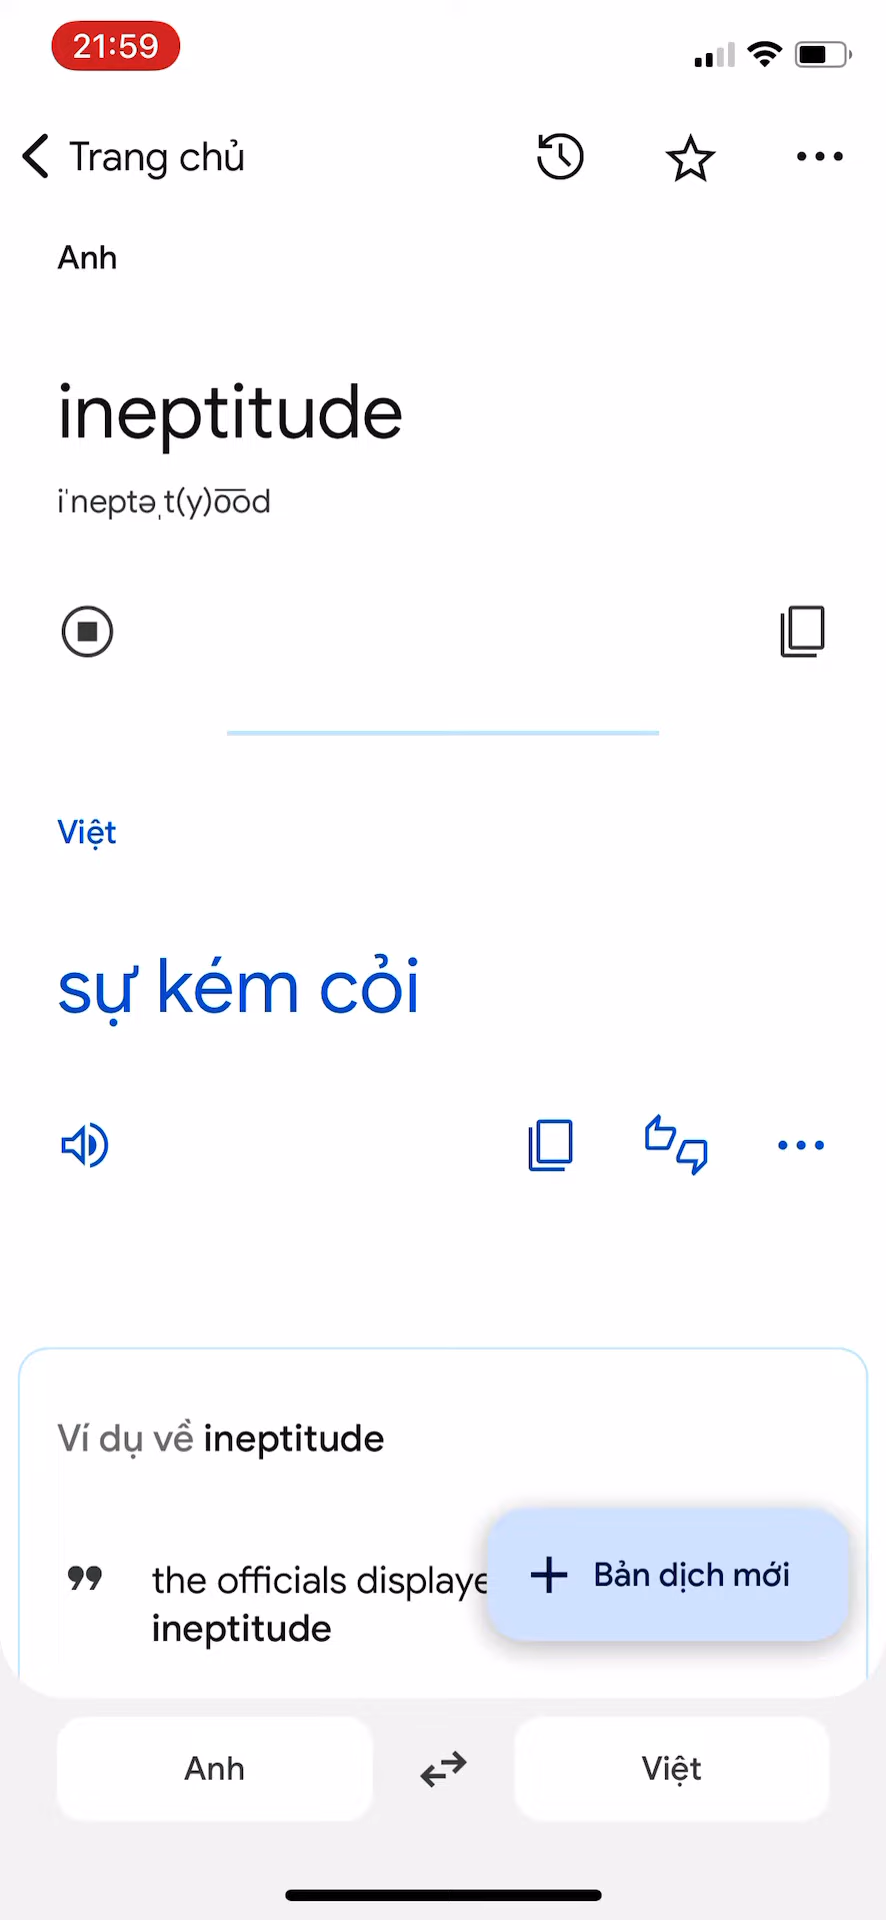 21:59
Trang chủ
Anh
ineptitude
iˈneptəˌt(y)o͞od
Việt
sự kém cỏi
Ví dụ về ineptitude
the officials displaye
ineptitude
Bản dịch mới
Anh
Việt